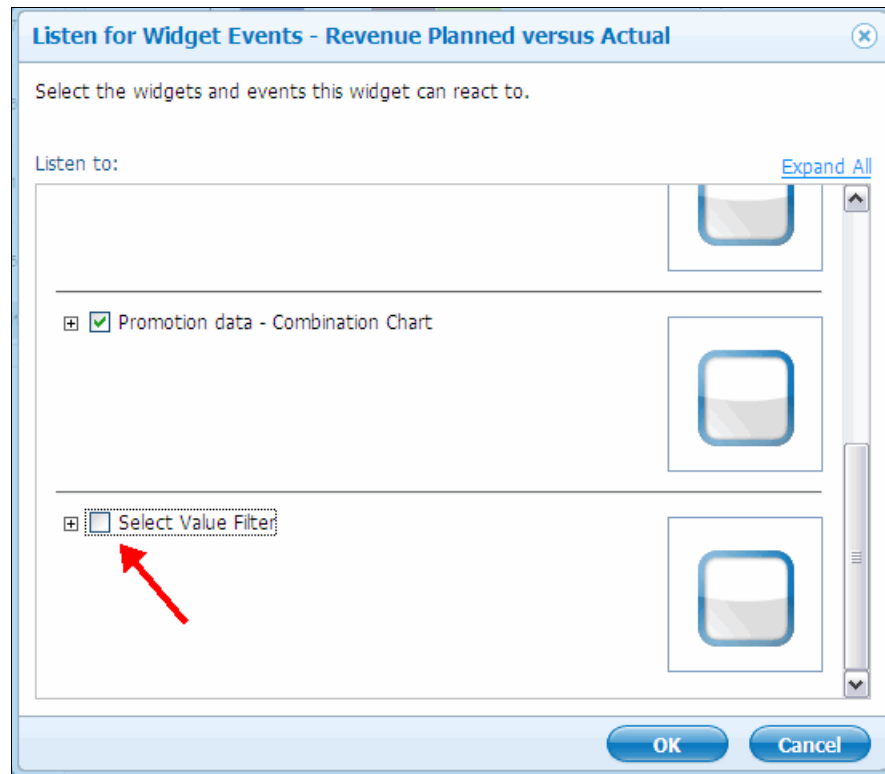 Listen for Widget Events - Revenue Planned versus Actual
Select the widgets and events this widget can react to.
Listen to:
Expand All
Promotion data - Combination Chart
Select Value Filter
OK
Cancel